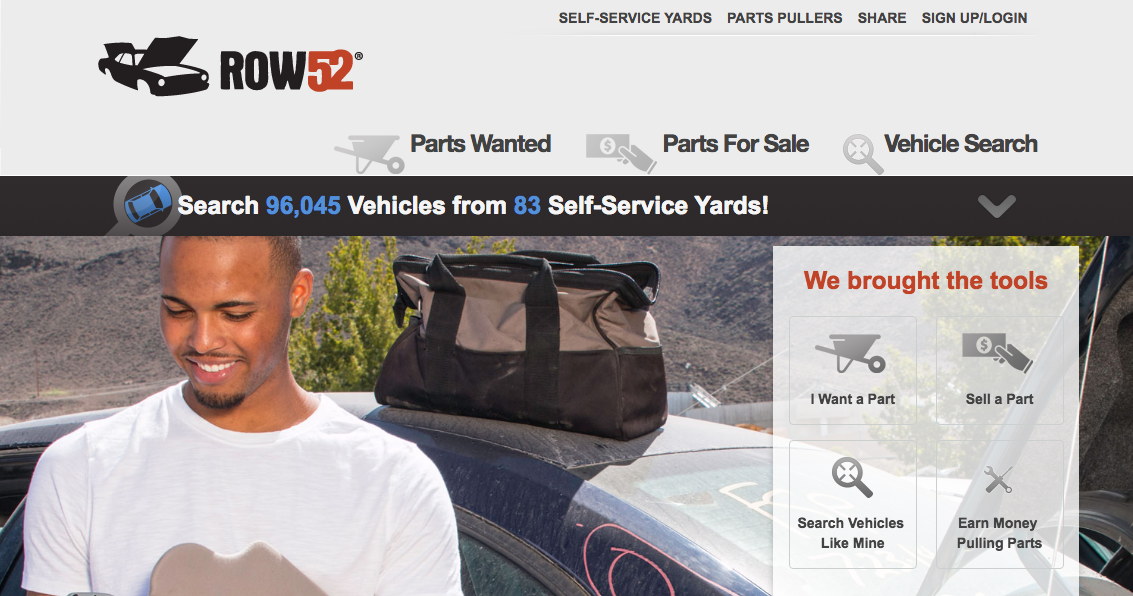 SELF-SERVICE YARDS PARTS PULLERS SHARE SIGN UP/LOGIN
ROW52®
Parts Wanted Parts For Sale Vehicle Search
Search 96,045 Vehicles from 83 Self-Service Yards!
We brought the tools
I Want a Part Sell a Part
Search Vehicles
Like Mine
Earn Money
Pulling Parts